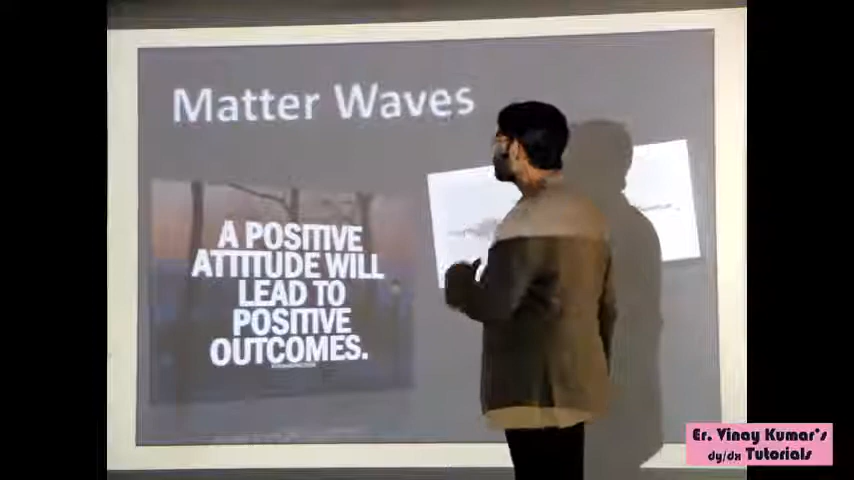 Matter Waves
A POSITIVE
ATTITUDE WILL
LEAD TO
POSITIVE
OUTCOMES.
Er. Vinay Kumar's
dy/dx Tutorials